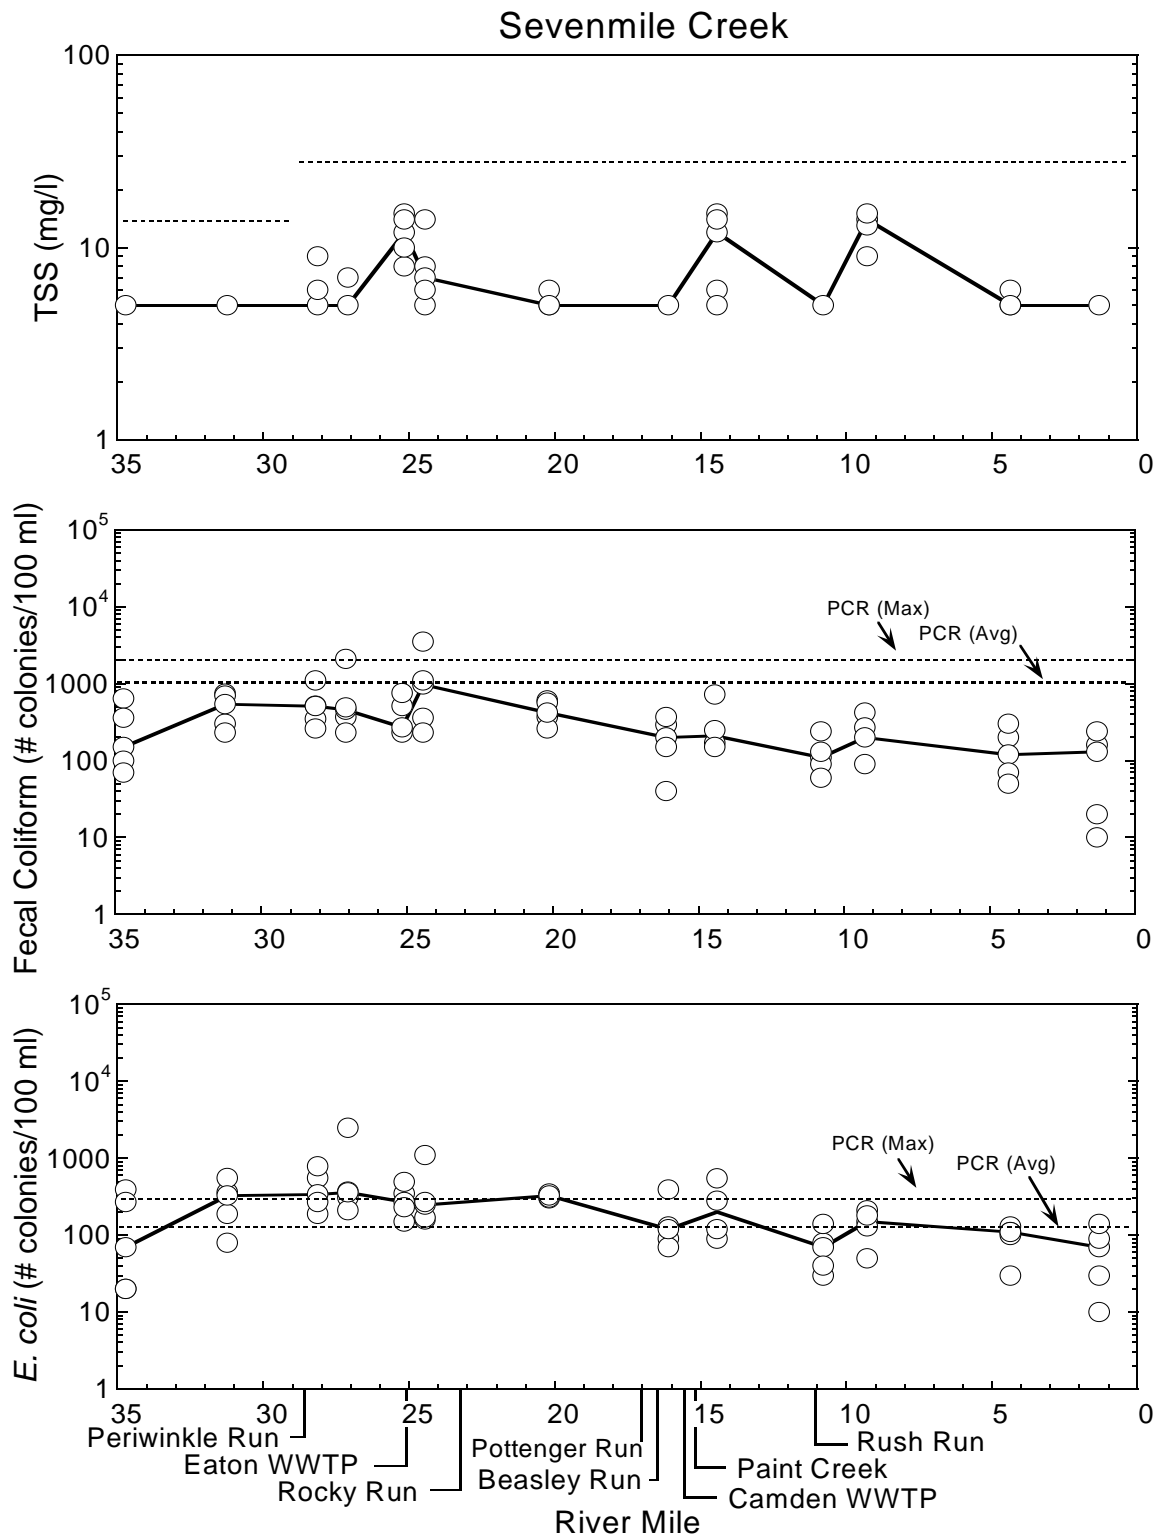 Sevenmile Creek
TSS (mg/l)
100
10
1
35 30 25 20 15 10 5 0
Fecal Coliform (# colonies/100 ml)
10^5
10^4
1000
100
10
1
PCR (Max)
PCR (Avg)
35 30 25 20 15 10 5 0
E. coli (# colonies/100 ml)
10^5
10^4
1000
100
10
1
PCR (Max)
PCR (Avg)
35 30 25 20 15 10 5 0
Periwinkle Run
Eaton WWTP
Rocky Run
Pottenger Run
Beasley Run
Rush Run
Paint Creek
Camden WWTP
River Mile